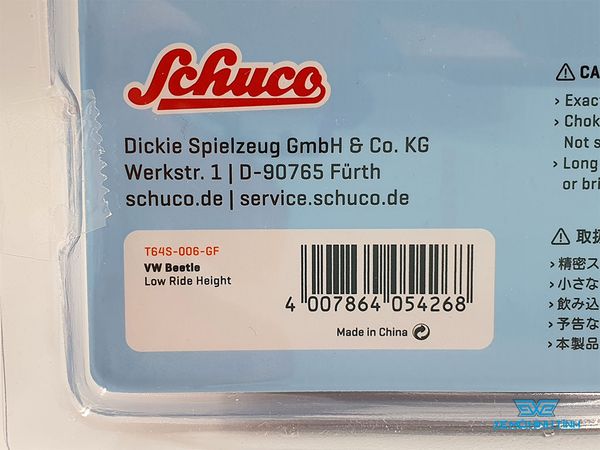 Schuco
Dickie Spielzeug GmbH & Co. KG
Werkstr. 1 | D-90765 Fürth
schuco.de | service.schuco.de
T64S-006-GF
VW Beetle
Low Ride Height
4 007864 054268
Made in China
⚠ CA
› Exac
› Chok
Not s
› Long
or bri
⚠ 取扱
› 精密ス
› 小さな
› 飲み込
› 予告な
› 本製品